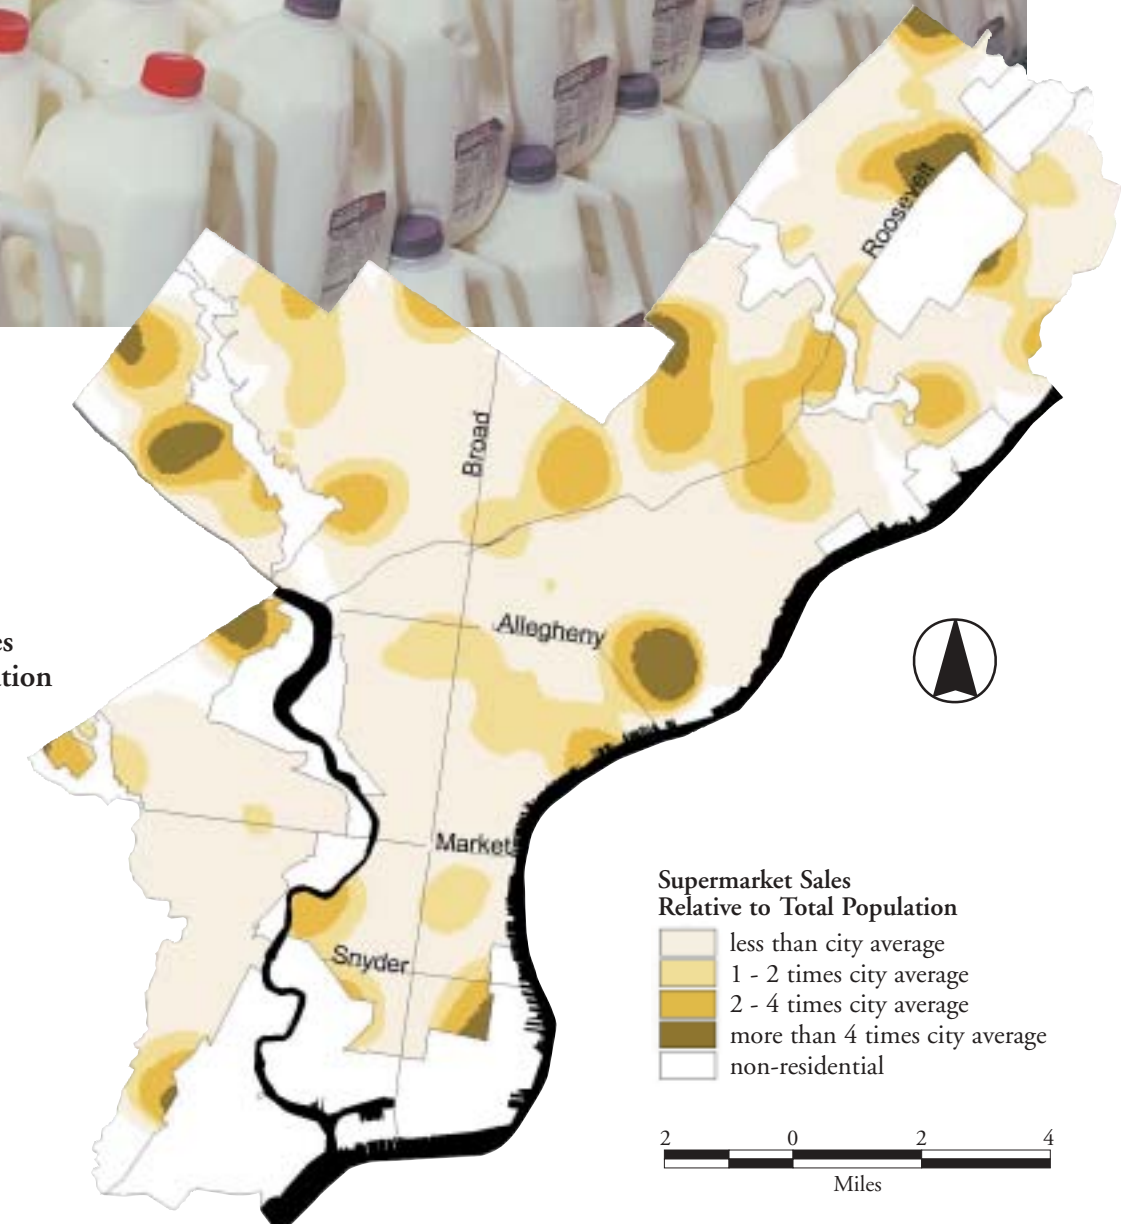 Roosevelt
Broad
Allegheny
Market
Snyder
Supermarket Sales
Relative to Total Population
less than city average
1 - 2 times city average
2 - 4 times city average
more than 4 times city average
non-residential
2 0 2 4
Miles